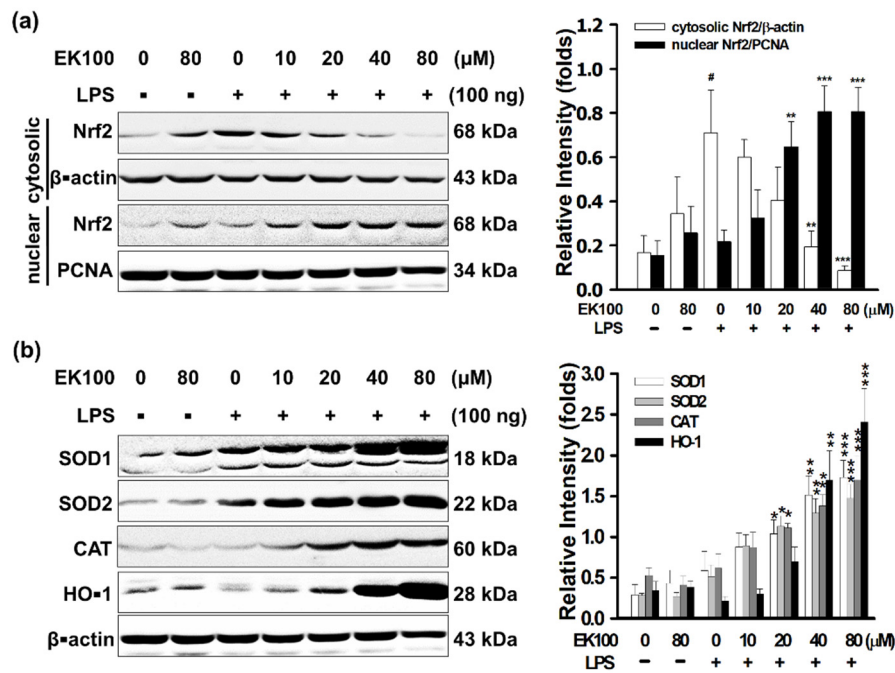 (a)
EK100 0 80 0 10 20 40 80 (μM)
LPS - - + + + + + (100 ng)
cytosolic
Nrf2 68 kDa
β-actin 43 kDa
nuclear
Nrf2 68 kDa
PCNA 34 kDa
Relative Intensity (folds)
1.2
1.0
0.8
0.6
0.4
0.2
0.0
cytosolic Nrf2/β-actin
nuclear Nrf2/PCNA
# ** *** ***
** ***
EK100 0 80 0 10 20 40 80 (μM)
LPS - - + + + + +
(b)
EK100 0 80 0 10 20 40 80 (μM)
LPS - - + + + + + (100 ng)
SOD1 18 kDa
SOD2 22 kDa
CAT 60 kDa
HO-1 28 kDa
β-actin 43 kDa
Relative Intensity (folds)
3.0
2.5
2.0
1.5
1.0
0.5
0.0
SOD1
SOD2
CAT
HO-1
* * * ** ** ** ** *** *** *** ***
EK100 0 80 0 10 20 40 80 (μM)
LPS - - + + + + +